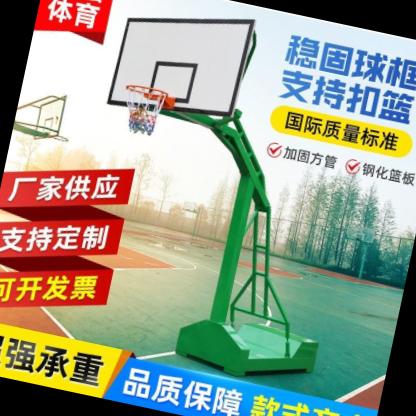 体育
稳固球框
支持扣篮
国际质量标准
加固方管 钢化篮板
厂家供应
支持定制
可开发票
强承重
品质保障